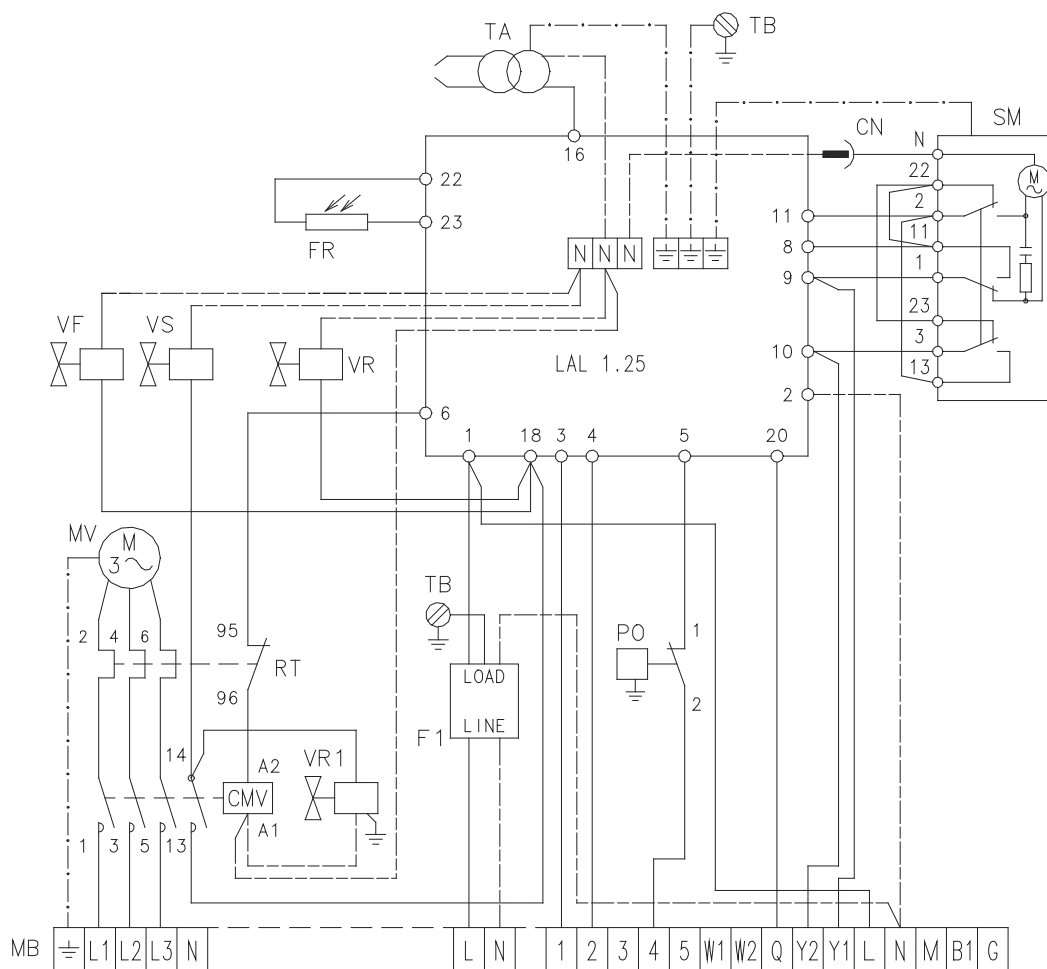 TA
TB
SM
CN
N
16
22
22
M
2
23
11
11
FR
N N N
8
1
9
VF
VS
23
VR
LAL 1.25
10
3
13
2
6
1
18
3
4
5
20
MV
M
3
TB
2
4
6
95
PO
1
RT
LOAD
96
2
LINE
F1
14
VR1
A2
CMV
A1
1
3
5
13
MB
L1
L2
L3
N
L
N
1
2
3
4
5
W1
W2
Q
Y2
Y1
L
N
M
B1
G